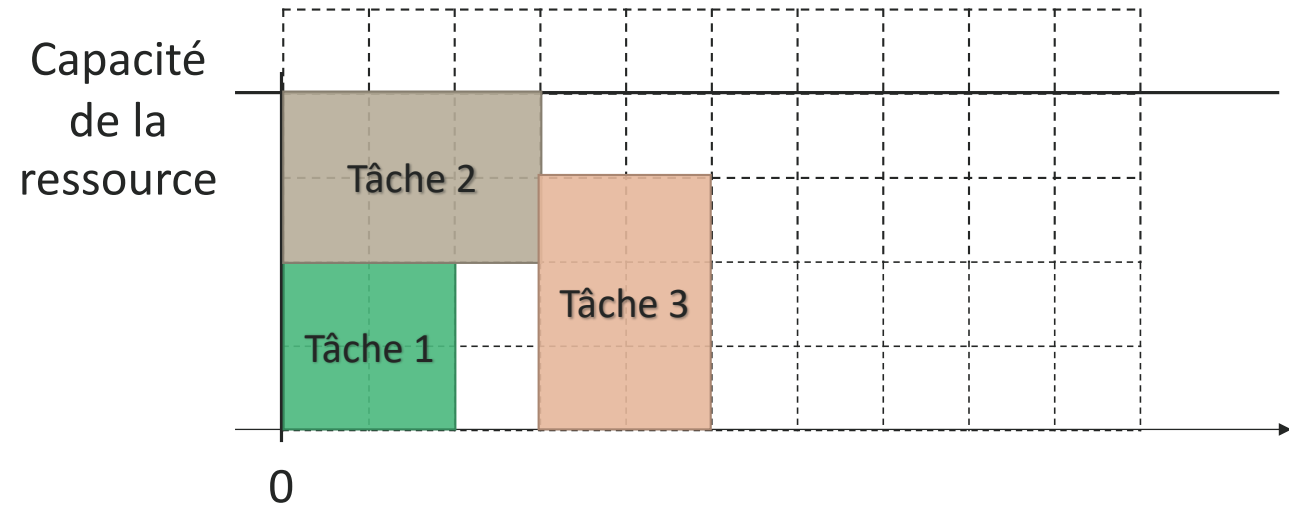 Capacité
de la
ressource
Tâche 2
Tâche 3
Tâche 1
0